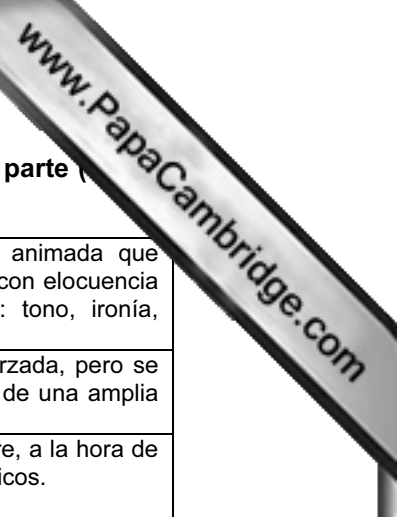 www.PapaCambridge.com
parte (
animada que
con elocuencia
: tono, ironía,
rzada, pero se
de una amplia
re, a la hora de
icos.